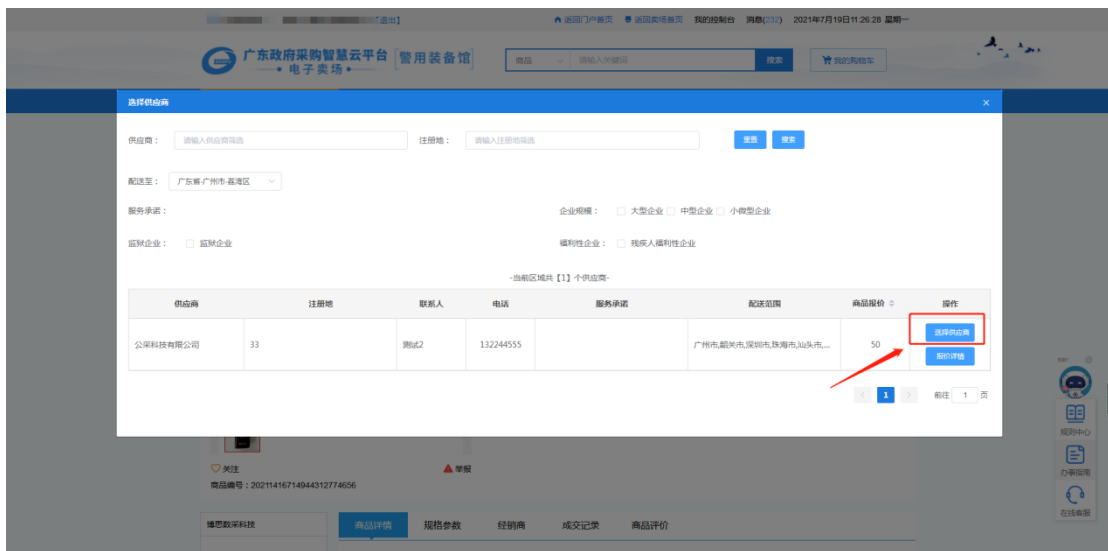 [退出] 返回门户首页 返回卖场首页 我的控制台 消息(232) 2021年7月19日11:26:28 星期一
广东政府采购智慧云平台 [警用装备馆]
•电子卖场•
商品 请输入关键词 搜索 我的购物车
选择供应商 ×
供应商： 请输入供应商筛选 注册地： 请输入注册地筛选 重置 搜索
配送至： 广东省-广州市-荔湾区
服务承诺： 企业规模： 大型企业 中型企业 小微型企业
监狱企业： 监狱企业 福利性企业： 残疾人福利性企业
-当前区域共【1】个供应商-
供应商 注册地 联系人 电话 服务承诺 配送范围 商品报价 操作
公采科技有限公司 33 测试2 132244555 广州市,韶关市,深圳市,珠海市,汕头市,... 50 选择供应商
报价详情
< 1 > 前往 1 页
规则中心
办事指南
在线客服
关注 举报
商品编号：20211416714944312774656
博思数采科技 商品详情 规格参数 经销商 成交记录 商品评价